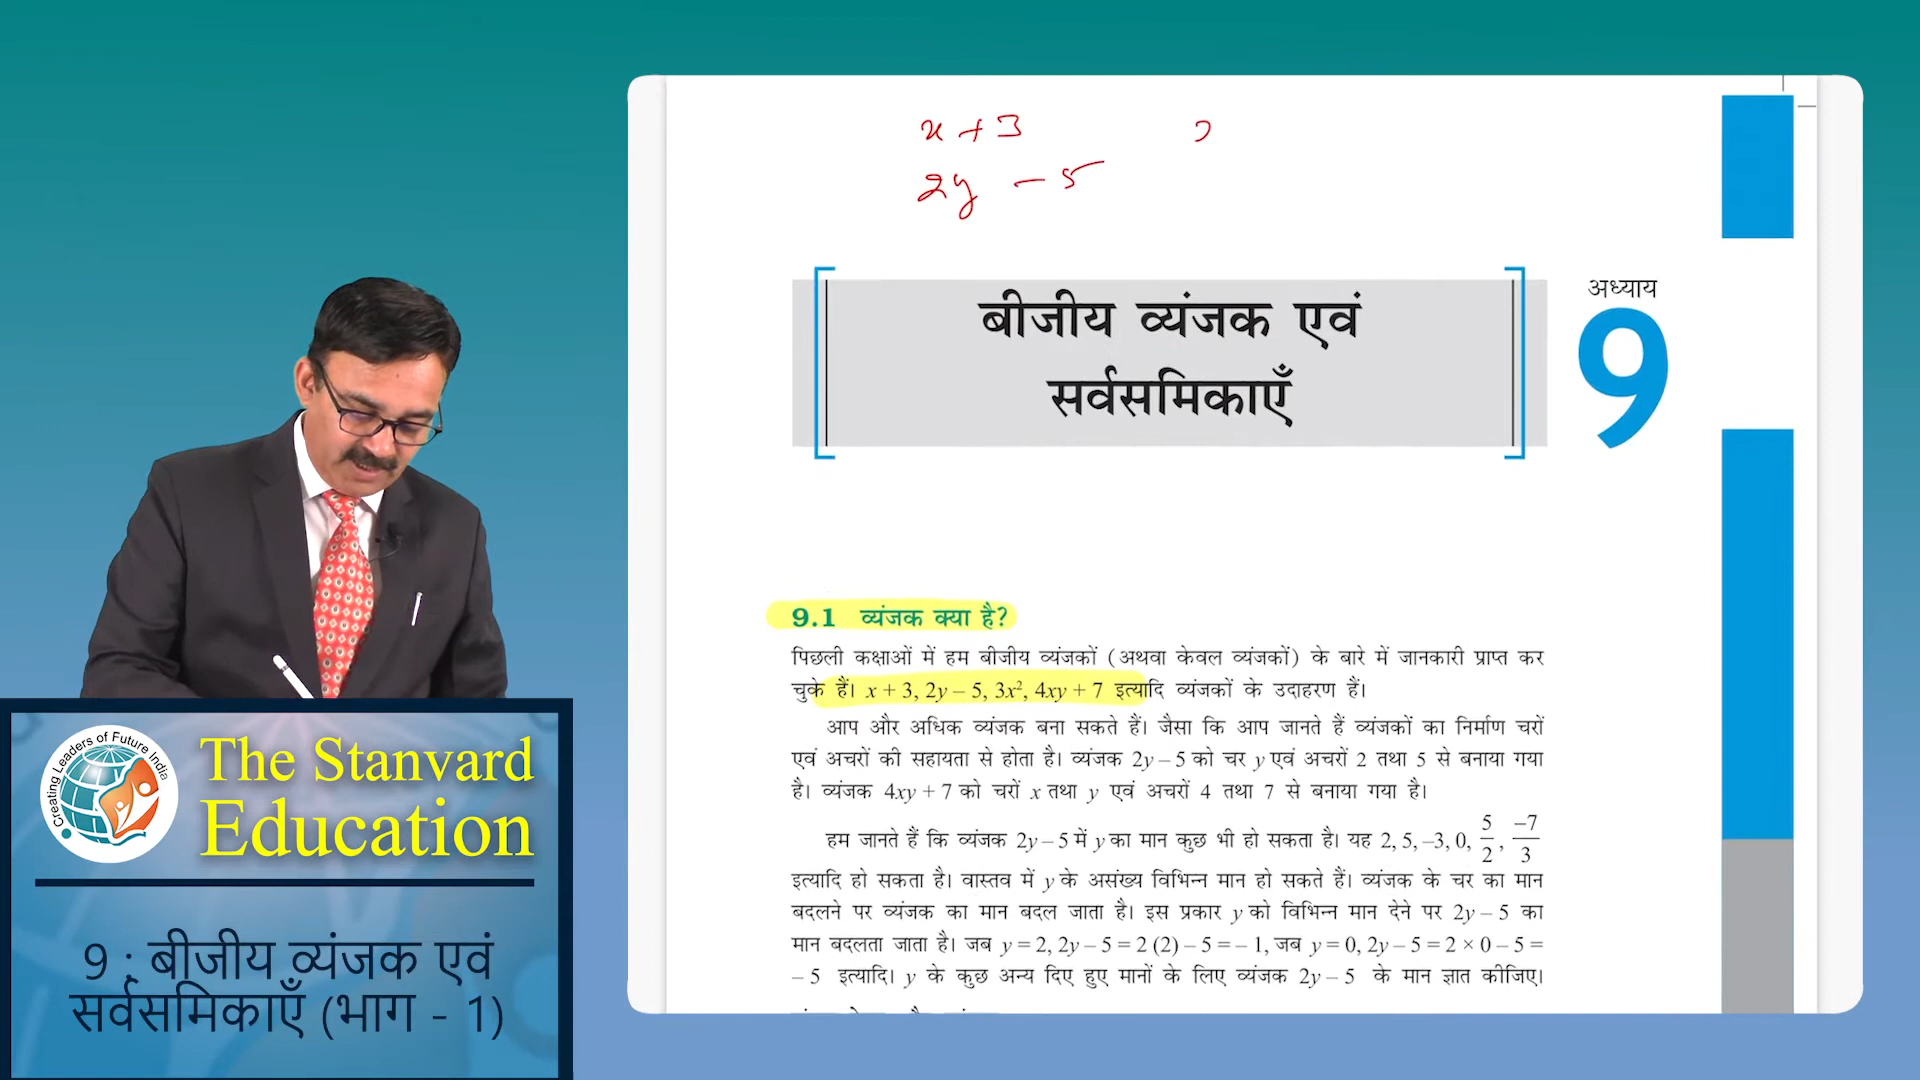 x + 3
2y - 5
बीजीय व्यंजक एवं
सर्वसमिकाएँ
अध्याय
9
9.1 व्यंजक क्या है?
पिछली कक्षाओं में हम बीजीय व्यंजकों (अथवा केवल व्यंजकों) के बारे में जानकारी प्राप्त कर
चुके हैं। x + 3, 2y – 5, 3x², 4xy + 7 इत्यादि व्यंजकों के उदाहरण हैं।
आप और अधिक व्यंजक बना सकते हैं। जैसा कि आप जानते हैं व्यंजकों का निर्माण चरों
एवं अचरों की सहायता से होता है। व्यंजक 2y – 5 को चर y एवं अचरों 2 तथा 5 से बनाया गया
है। व्यंजक 4xy + 7 को चरों x तथा y एवं अचरों 4 तथा 7 से बनाया गया है।
हम जानते हैं कि व्यंजक 2y – 5 में y का मान कुछ भी हो सकता है। यह 2, 5, –3, 0, 5/2, –7/3
इत्यादि हो सकता है। वास्तव में y के असंख्य विभिन्न मान हो सकते हैं। व्यंजक के चर का मान
बदलने पर व्यंजक का मान बदल जाता है। इस प्रकार y को विभिन्न मान देने पर 2y – 5 का
मान बदलता जाता है। जब y = 2, 2y – 5 = 2 (2) – 5 = – 1, जब y = 0, 2y – 5 = 2 × 0 – 5 =
– 5 इत्यादि। y के कुछ अन्य दिए हुए मानों के लिए व्यंजक 2y – 5 के मान ज्ञात कीजिए।
Creating Leaders of Future India
The Stanvard
Education
9 : बीजीय व्यंजक एवं
सर्वसमिकाएँ (भाग - 1)